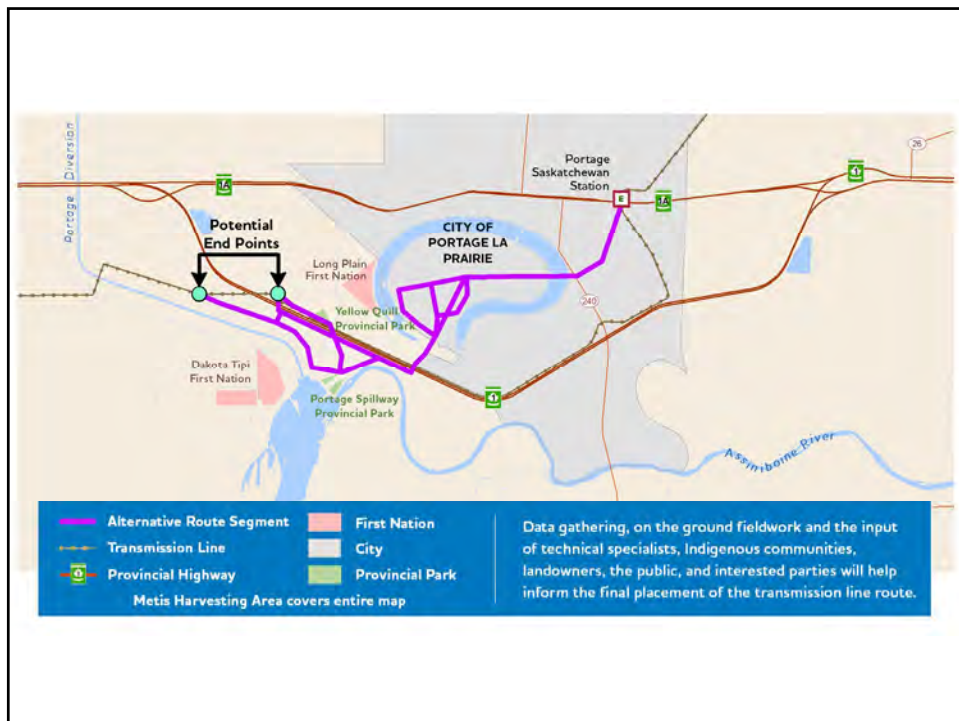 Portage Diversion
26
Portage
Saskatchewan
Station
1
1A
E
1A
Potential
End Points
CITY OF
PORTAGE LA
PRAIRIE
Long Plain
First Nation
240
Yellow Quill
Provincial Park
Dakota Tipi
First Nation
Portage Spillway
Provincial Park
1
Assiniboine River
Alternative Route Segment
Transmission Line
1
Provincial Highway
First Nation
City
Provincial Park
Metis Harvesting Area covers entire map
Data gathering, on the ground fieldwork and the input
of technical specialists, Indigenous communities,
landowners, the public, and interested parties will help
inform the final placement of the transmission line route.